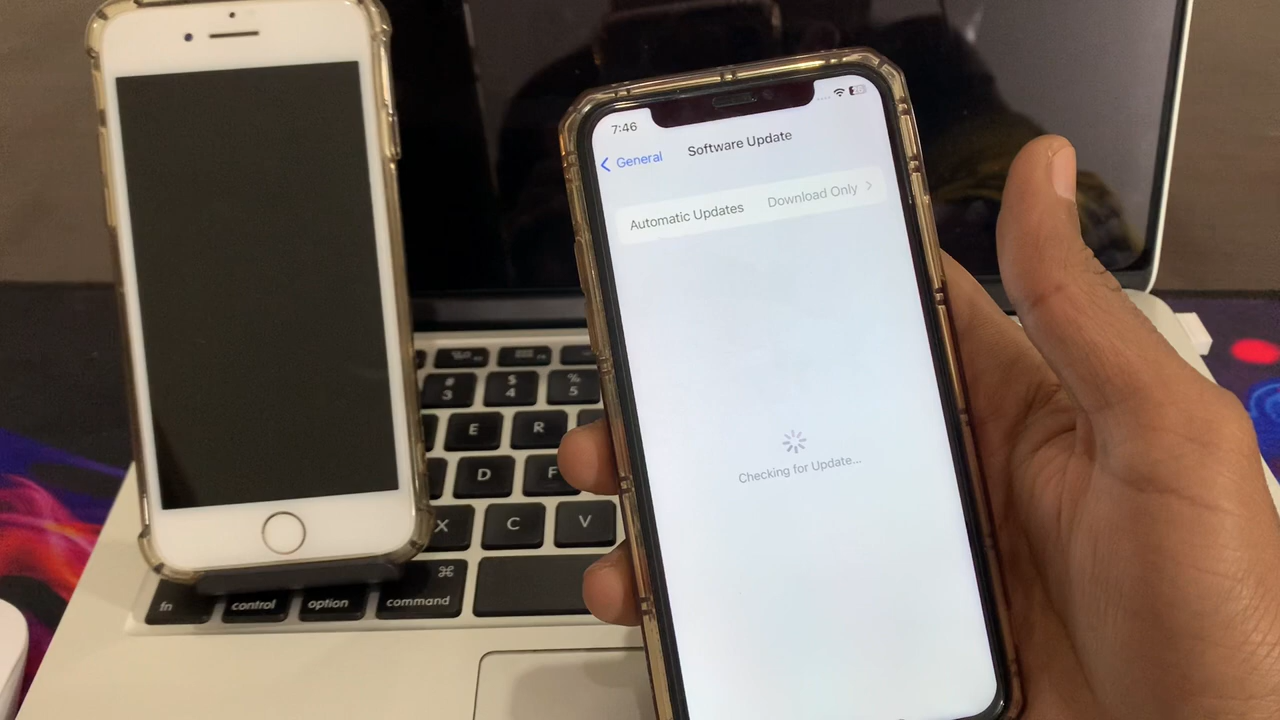 7:46
General
Software Update
Automatic Updates Download Only
Checking for Update...
# 3
$ 4
% 5
E
R
D
F
X
C
V
fn
control
option
⌘
command